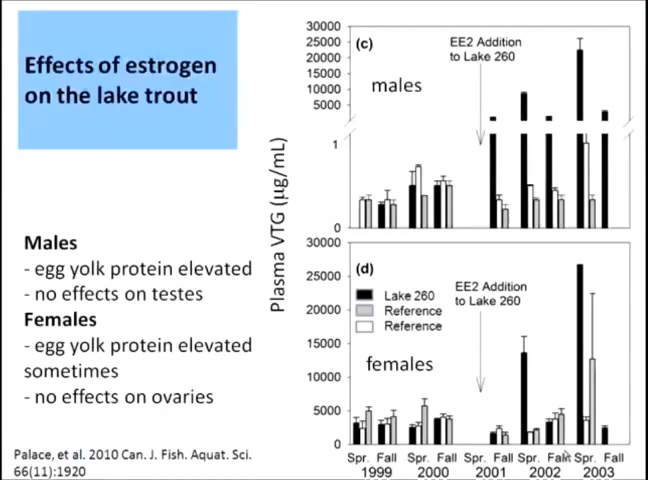 Effects of estrogen
on the lake trout
Males
- egg yolk protein elevated
- no effects on testes
Females
- egg yolk protein elevated
sometimes
- no effects on ovaries
Palace, et al. 2010 Can. J. Fish. Aquat. Sci.
66(11):1920
Plasma VTG (µg/mL)
30000
25000
20000
15000
10000
5000
1
0
(c)
males
EE2 Addition
to Lake 260
30000
25000
20000
15000
10000
5000
0
(d)
EE2 Addition
to Lake 260
Lake 260
Reference
Reference
females
Spr. Fall Spr. Fall Spr. Fall Spr. Fall Spr. Fall
1999 2000 2001 2002 2003